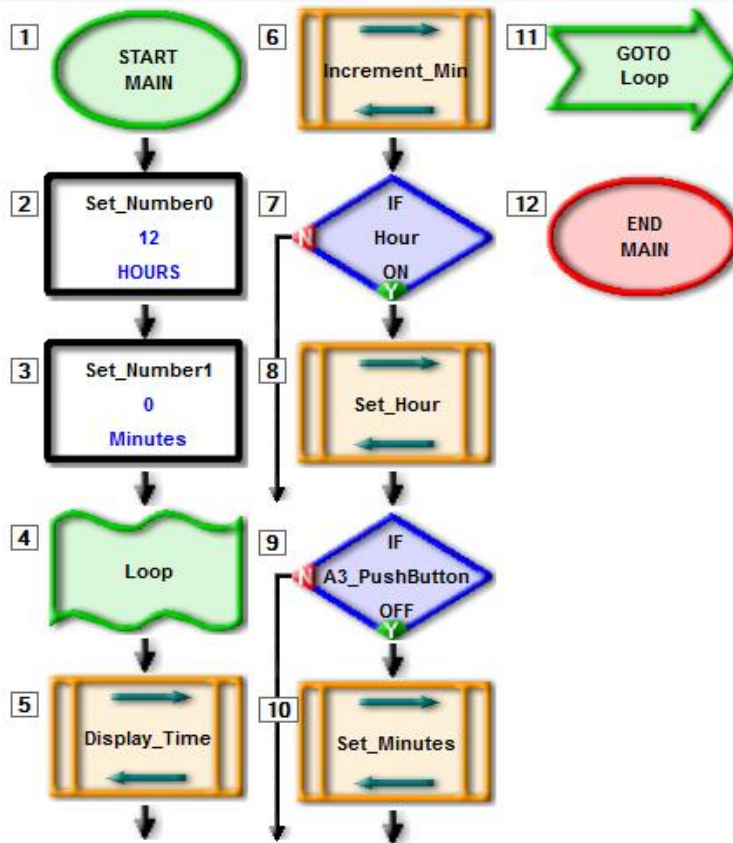 1
START
MAIN
2
Set_Number0
12
HOURS
3
Set_Number1
0
Minutes
4
Loop
5
Display_Time
6
Increment_Min
7
IF
Hour
ON
N
Y
8
Set_Hour
9
IF
A3_PushButton
OFF
N
Y
10
Set_Minutes
11
GOTO
Loop
12
END
MAIN